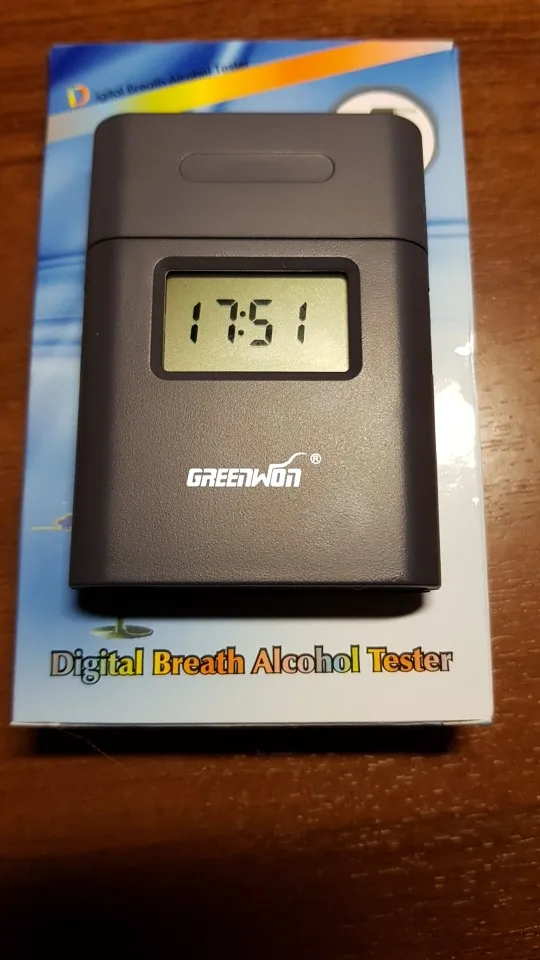 Digital Breath Alcohol Tester
17:51
GREENWON®
Digital Breath Alcohol Tester